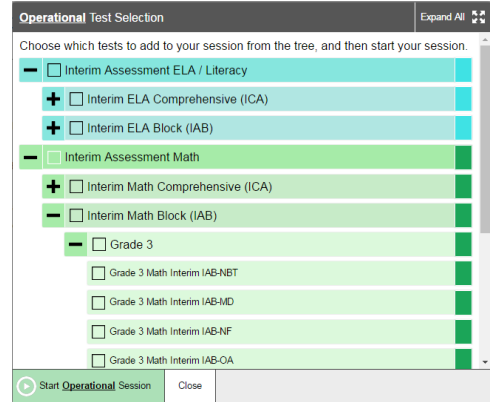 Operational Test Selection
Expand All
Choose which tests to add to your session from the tree, and then start your session.
Interim Assessment ELA / Literacy
Interim ELA Comprehensive (ICA)
Interim ELA Block (IAB)
Interim Assessment Math
Interim Math Comprehensive (ICA)
Interim Math Block (IAB)
Grade 3
Grade 3 Math Interim IAB-NBT
Grade 3 Math Interim IAB-MD
Grade 3 Math Interim IAB-NF
Grade 3 Math Interim IAB-OA
Start Operational Session
Close